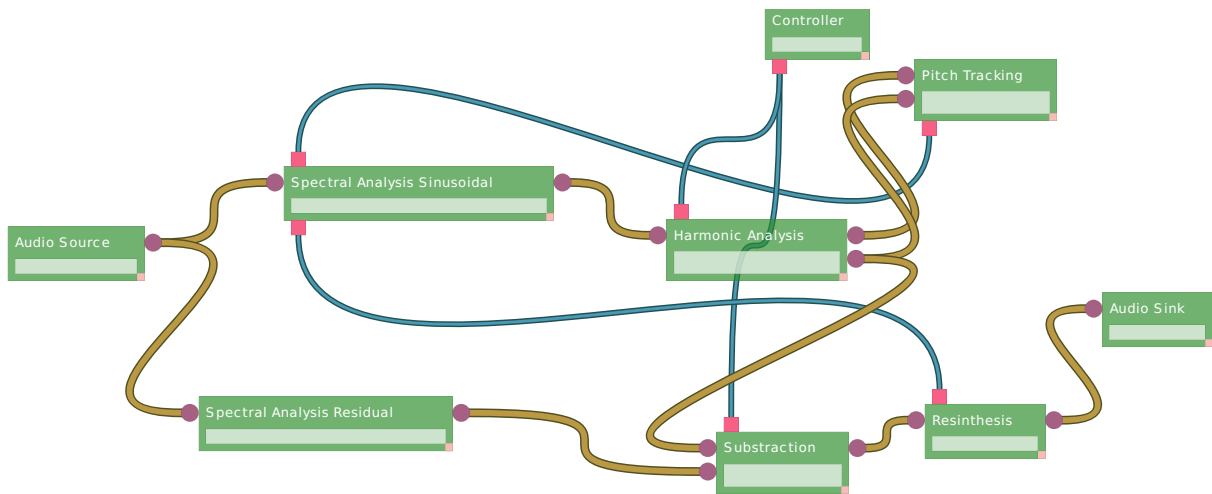 Controller
Pitch Tracking
Spectral Analysis Sinusoidal
Audio Source
Harmonic Analysis
Audio Sink
Spectral Analysis Residual
Resinthesis
Substraction